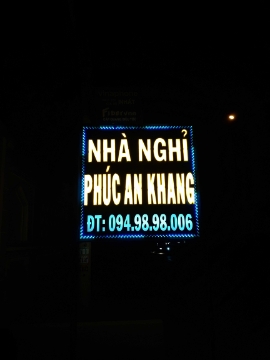 NHÀ NGHỈ
PHÚC AN KHANG
ĐT: 094.98.98.006